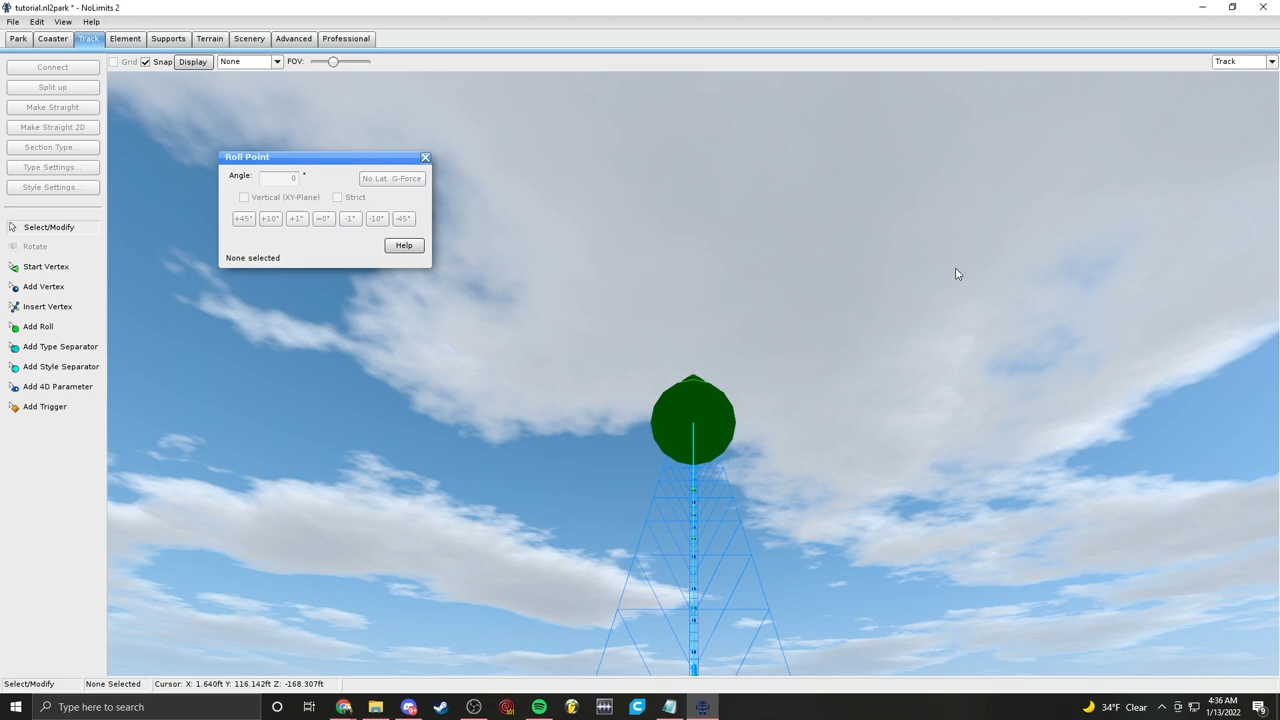 tutorial.nl2park * - NoLimits 2
File Edit View Help
Park Coaster Track Element Supports Terrain Scenery Advanced Professional
Connect Grid Snap Display None FOV: Track
Split up
Make Straight
Make Straight 2D
Section Type...
Type Settings...
Style Settings...
Select/Modify
Rotate
Start Vertex
Add Vertex
Insert Vertex
Add Roll
Add Type Separator
Add Style Separator
Add 4D Parameter
Add Trigger
Roll Point
Angle: 0 ° No Lat. G-Force
Vertical (XY-Plane) Strict
+45° +10° +1° =0° -1° -10° -45°
Help
None selected
Select/Modify None Selected Cursor: X: 1.640ft Y: 116.142ft Z: -168.307ft
Type here to search 34°F Clear 4:36 AM
1/13/2022